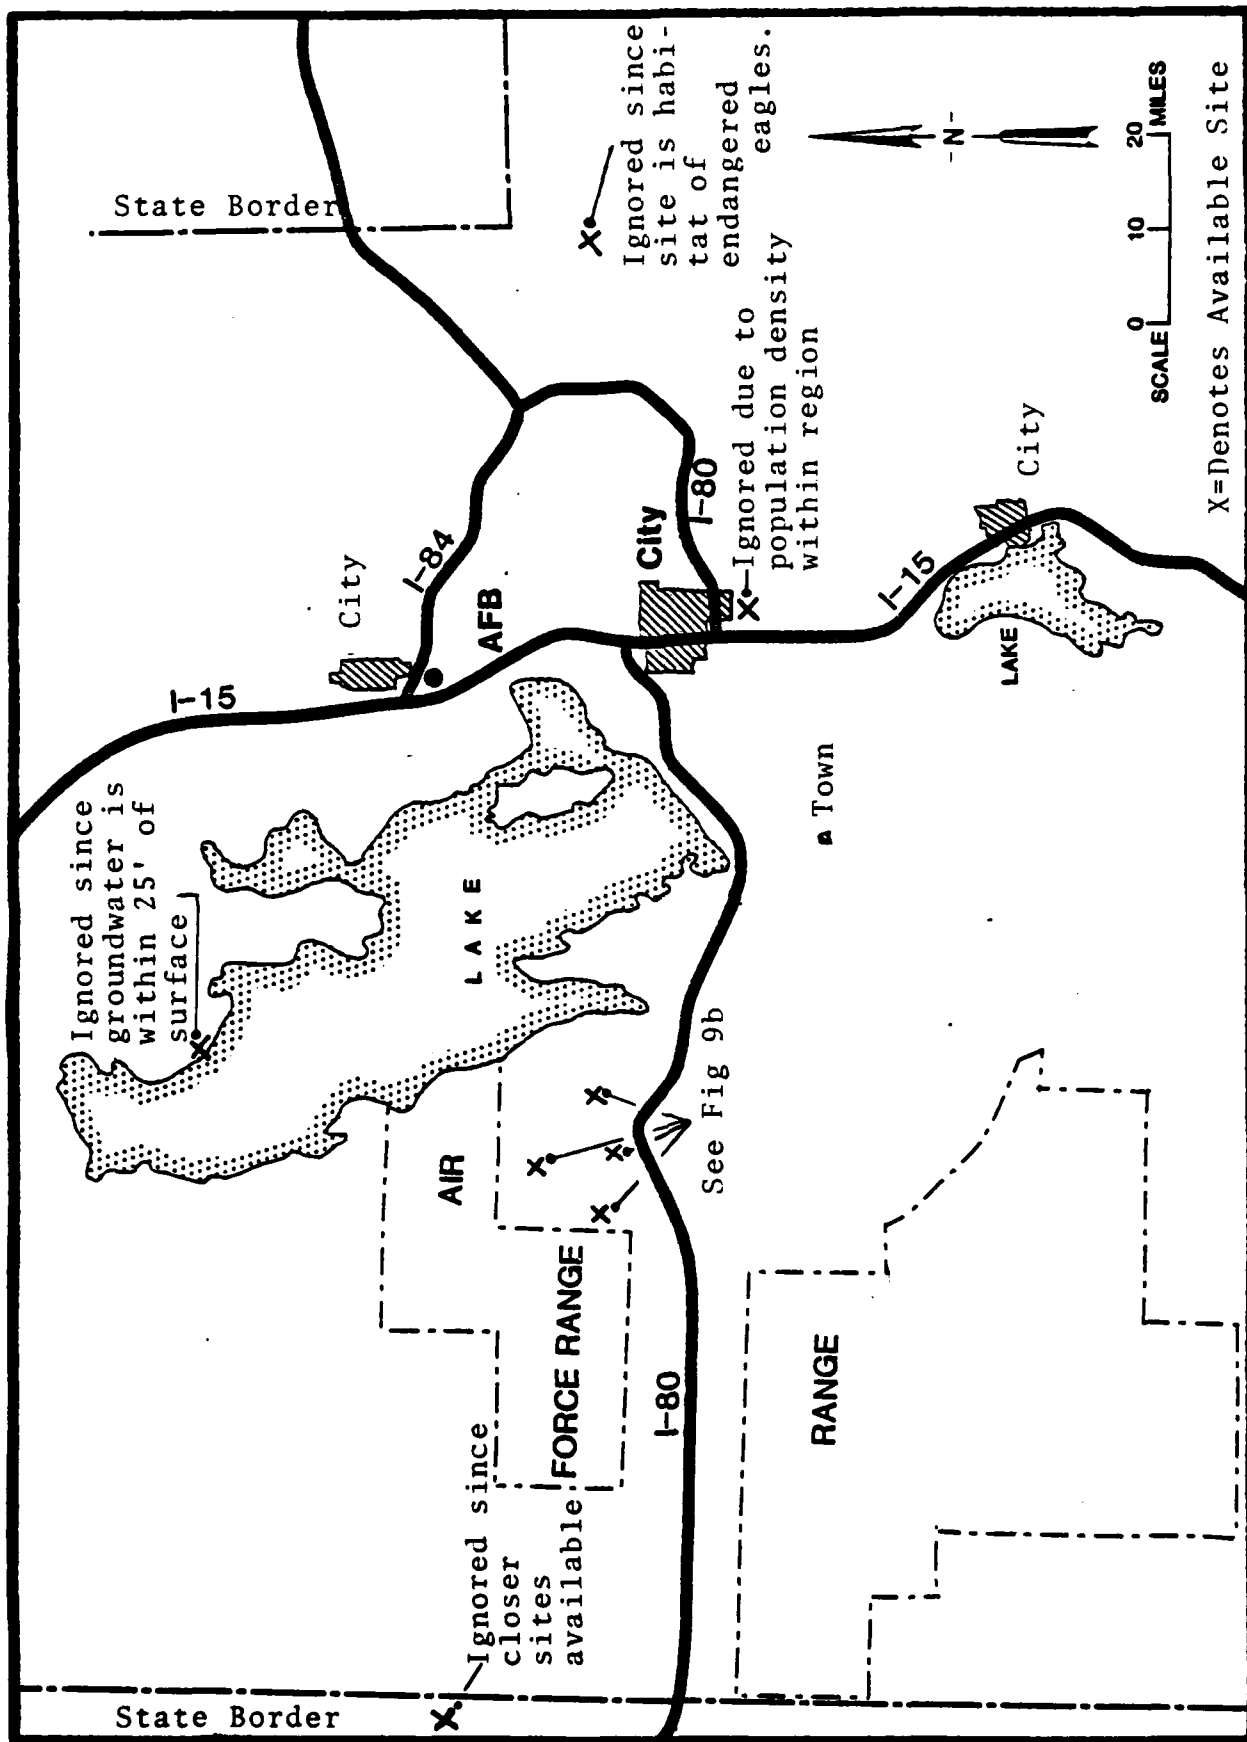 State Border
Ignored since
closer
sites
available
Ignored since
groundwater is
within 25' of
surface
I-15
City
I-84
AFB
LAKE
AIR
FORCE RANGE
I-80
See Fig 9b
RANGE
Town
City
I-80
Ignored due to
population density
within region
State Border
Ignored since
site is habi-
tat of
endangered
eagles.
-N-
I-15
LAKE
City
SCALE
0 10 20
MILES
X=Denotes Available Site